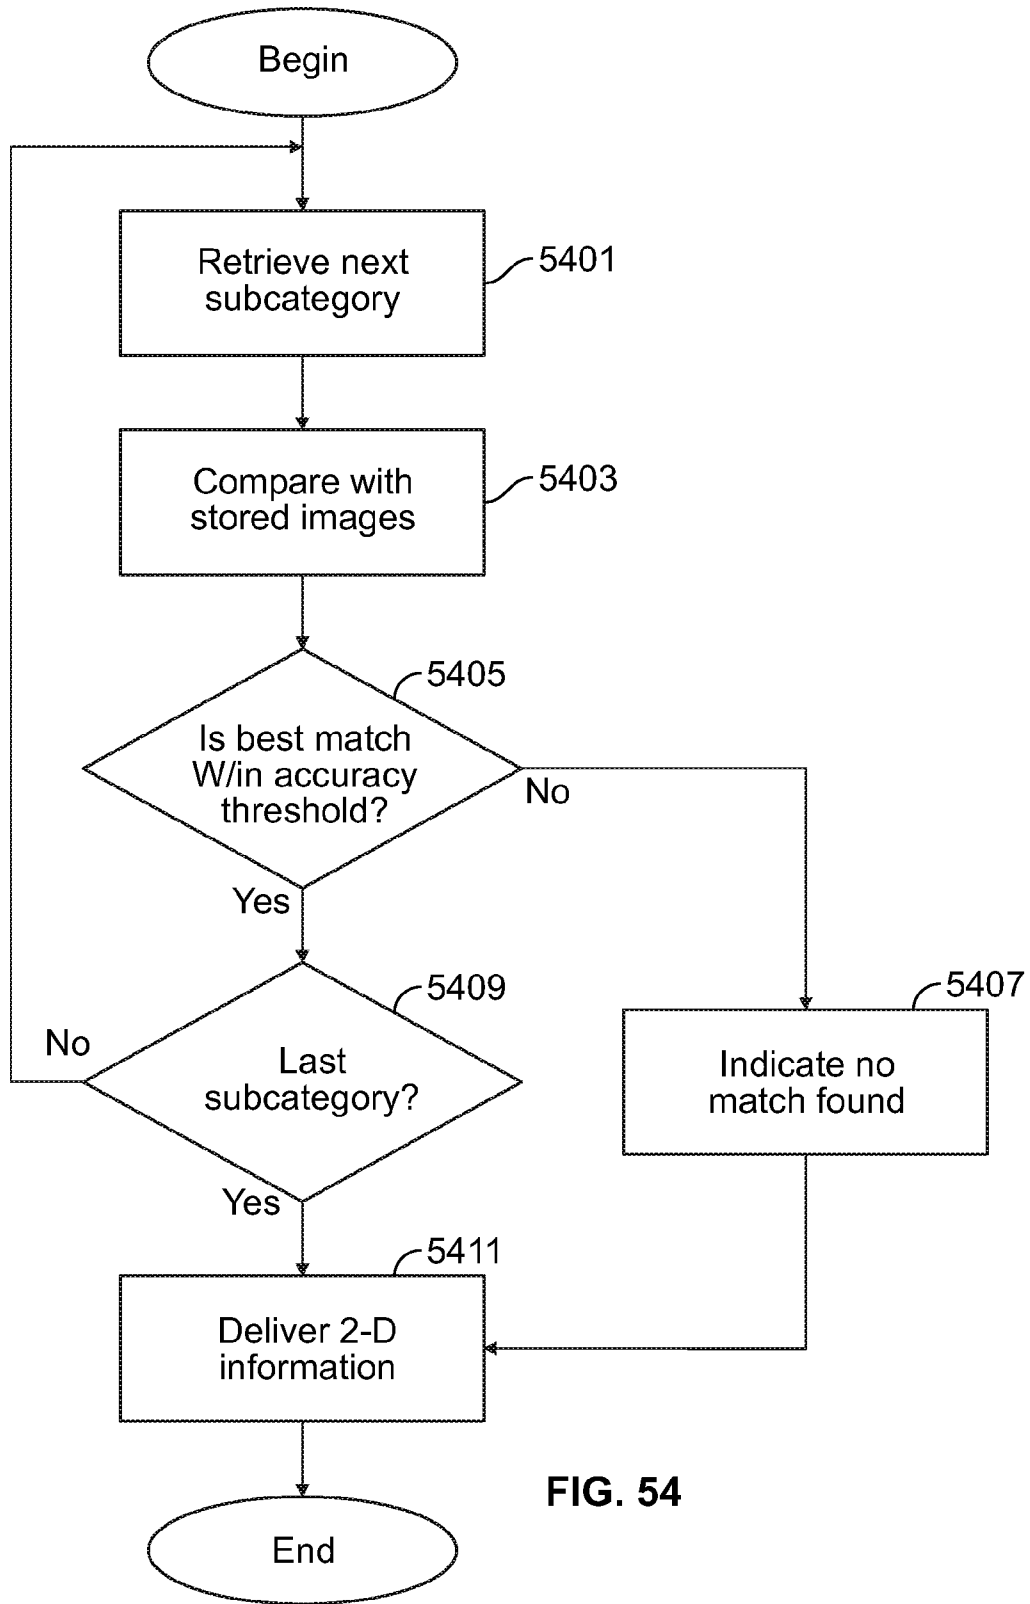 Begin
Retrieve next
subcategory
5401
Compare with
stored images
5403
5405
Is best match
W/in accuracy
threshold?
No
Yes
5409
5407
No
Last
subcategory?
Indicate no
match found
Yes
5411
Deliver 2-D
information
FIG. 54
End